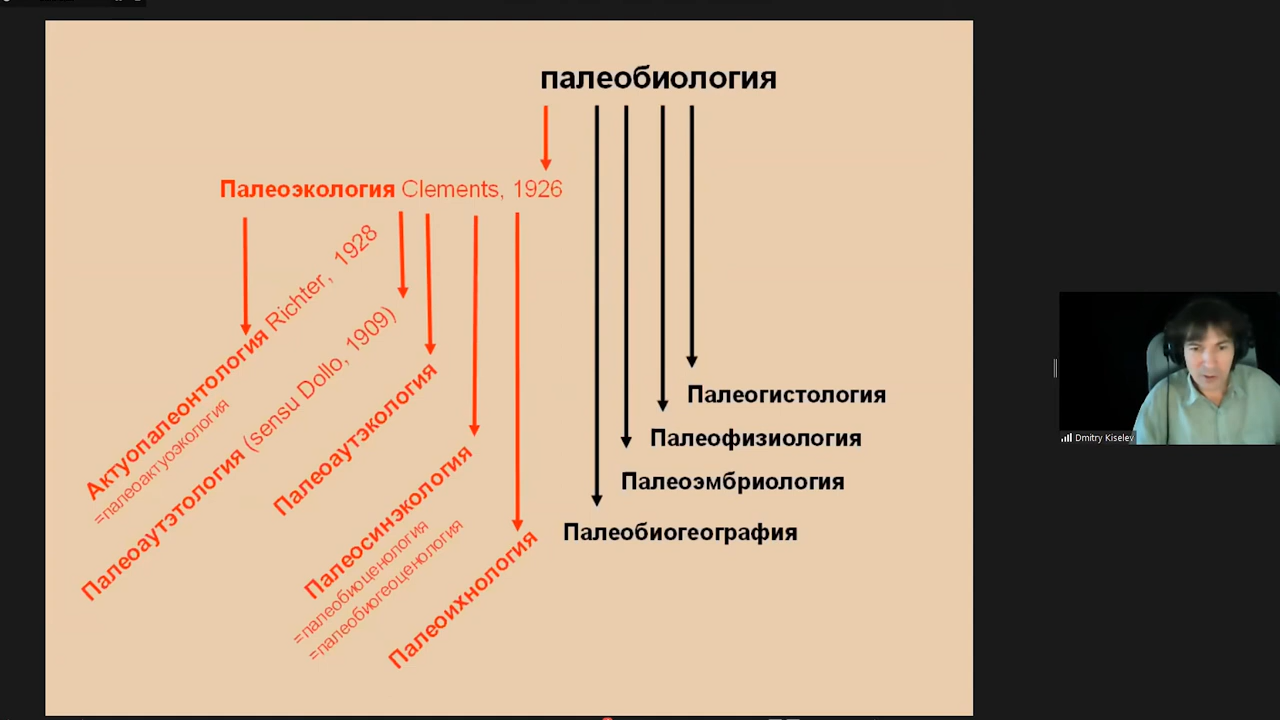 палеобиология
Палеоэкология Clements, 1926
Актуопалеонтология Richter, 1928
=палеоактуоэкология
Палеоаутэтология (sensu Dollo, 1909)
Палеоаутэкология
Палеосинэкология
=палеобиоценология
=палеобиогеоценология
Палеоихнология
Палеогистология
Палеофизиология
Палеоэмбриология
Палеобиогеография
Dmitry Kiselev